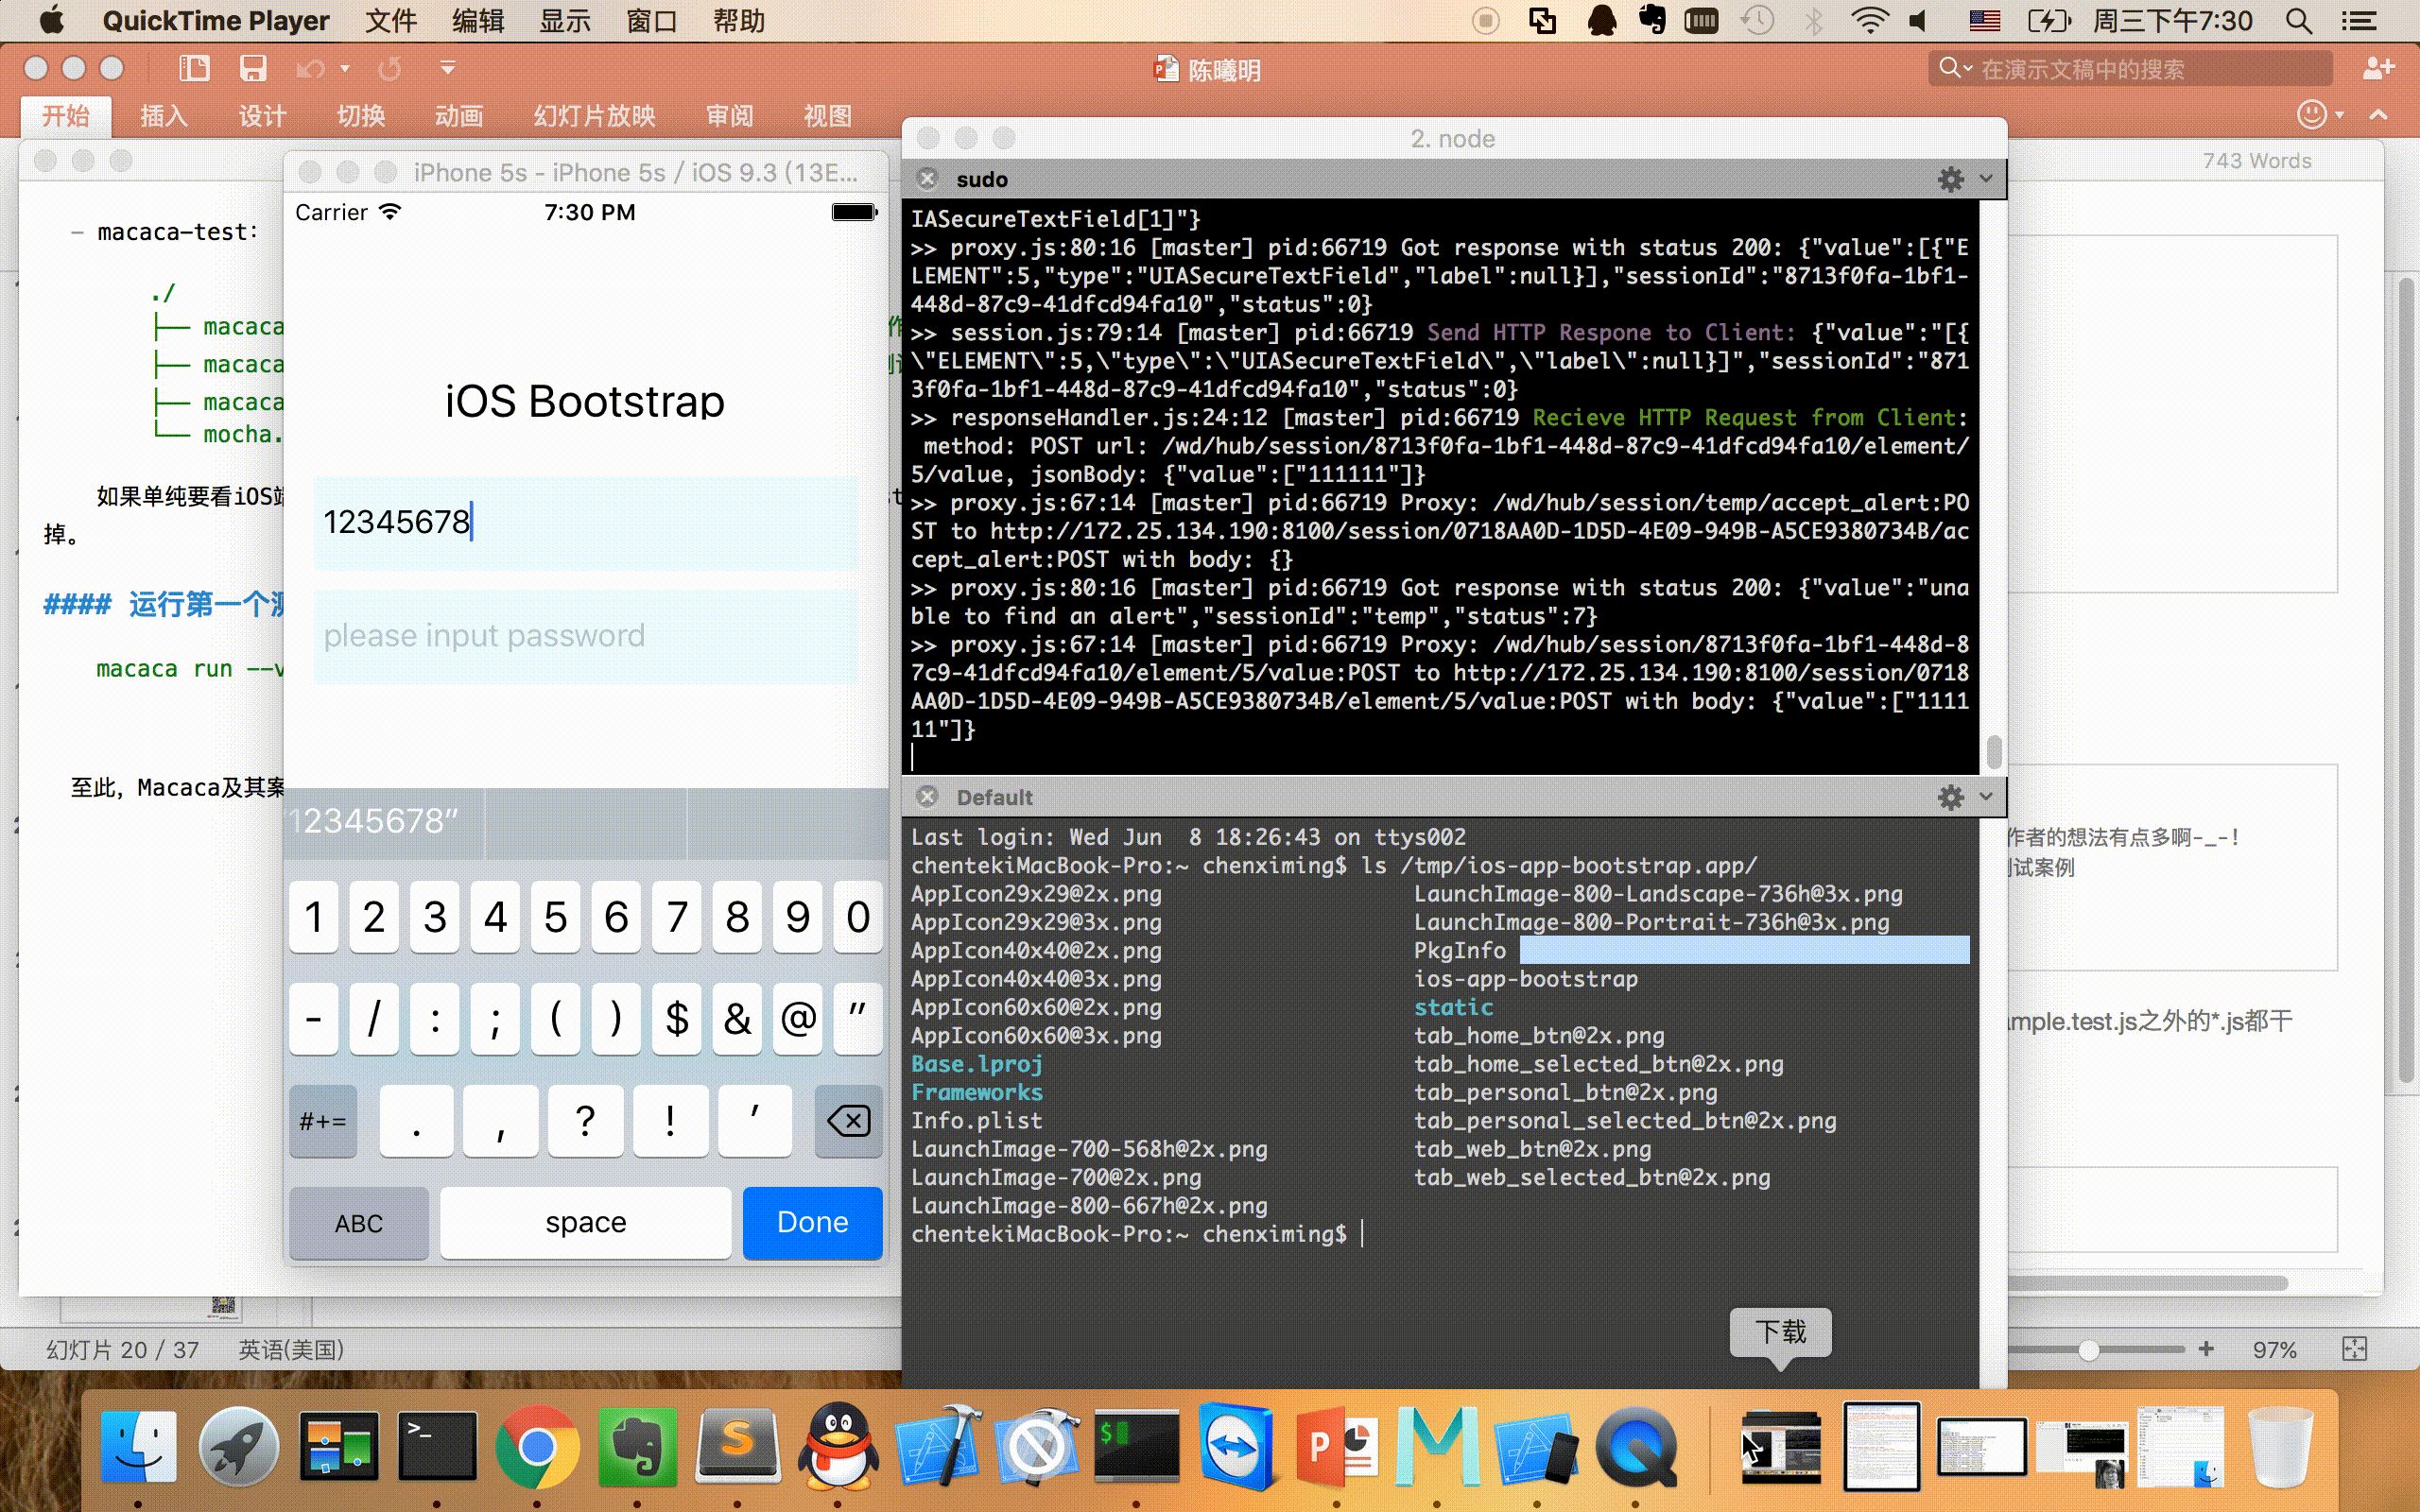 QuickTime Player 文件 编辑 显示 窗口 帮助 周三下午7:30
陈曦明
在演示文稿中的搜索
开始 插入 设计 切换 动画 幻灯片放映 审阅 视图
743 Words
- macaca-test:
./
├── macaca
├── macaca
├── macaca
└── mocha.
如果单纯要看iOS端
掉。
#### 运行第一个测
macaca run --v
至此，Macaca及其案
iPhone 5s - iPhone 5s / iOS 9.3 (13E...
Carrier 7:30 PM
iOS Bootstrap
12345678
please input password
12345678"
1 2 3 4 5 6 7 8 9 0
- / : ; ( ) $ & @ "
#+= . , ? ! '
ABC space Done
2. node
sudo
IASecureTextField[1]"}
>> proxy.js:80:16 [master] pid:66719 Got response with status 200: {"value":[{"E
LEMENT":5,"type":"UIASecureTextField","label":null}],"sessionId":"8713f0fa-1bf1-
448d-87c9-41dfcd94fa10","status":0}
>> session.js:79:14 [master] pid:66719 Send HTTP Respone to Client: {"value":"[{
\"ELEMENT\":5,\"type\":\"UIASecureTextField\",\"label\":null}]","sessionId":"871
3f0fa-1bf1-448d-87c9-41dfcd94fa10","status":0}
>> responseHandler.js:24:12 [master] pid:66719 Recieve HTTP Request from Client:
method: POST url: /wd/hub/session/8713f0fa-1bf1-448d-87c9-41dfcd94fa10/element/
5/value, jsonBody: {"value":["111111"]}
>> proxy.js:67:14 [master] pid:66719 Proxy: /wd/hub/session/temp/accept_alert:PO
ST to http://172.25.134.190:8100/session/0718AA0D-1D5D-4E09-949B-A5CE9380734B/ac
cept_alert:POST with body: {}
>> proxy.js:80:16 [master] pid:66719 Got response with status 200: {"value":"una
ble to find an alert","sessionId":"temp","status":7}
>> proxy.js:67:14 [master] pid:66719 Proxy: /wd/hub/session/8713f0fa-1bf1-448d-8
7c9-41dfcd94fa10/element/5/value:POST to http://172.25.134.190:8100/session/0718
AA0D-1D5D-4E09-949B-A5CE9380734B/element/5/value:POST with body: {"value":["1111
11"]}
Default
Last login: Wed Jun  8 18:26:43 on ttys002
chentekiMacBook-Pro:~ chenximing$ ls /tmp/ios-app-bootstrap.app/
AppIcon29x29@2x.png LaunchImage-800-Landscape-736h@3x.png
AppIcon29x29@3x.png LaunchImage-800-Portrait-736h@3x.png
AppIcon40x40@2x.png PkgInfo
AppIcon40x40@3x.png ios-app-bootstrap
AppIcon60x60@2x.png static
AppIcon60x60@3x.png tab_home_btn@2x.png
Base.lproj tab_home_selected_btn@2x.png
Frameworks tab_personal_btn@2x.png
Info.plist tab_personal_selected_btn@2x.png
LaunchImage-700-568h@2x.png tab_web_btn@2x.png
LaunchImage-700@2x.png tab_web_selected_btn@2x.png
LaunchImage-800-667h@2x.png
chentekiMacBook-Pro:~ chenximing$
作者的想法有点多啊-_-!
试案例
mple.test.js之外的*.js都干
下载
幻灯片 20 / 37 英语(美国) 97%